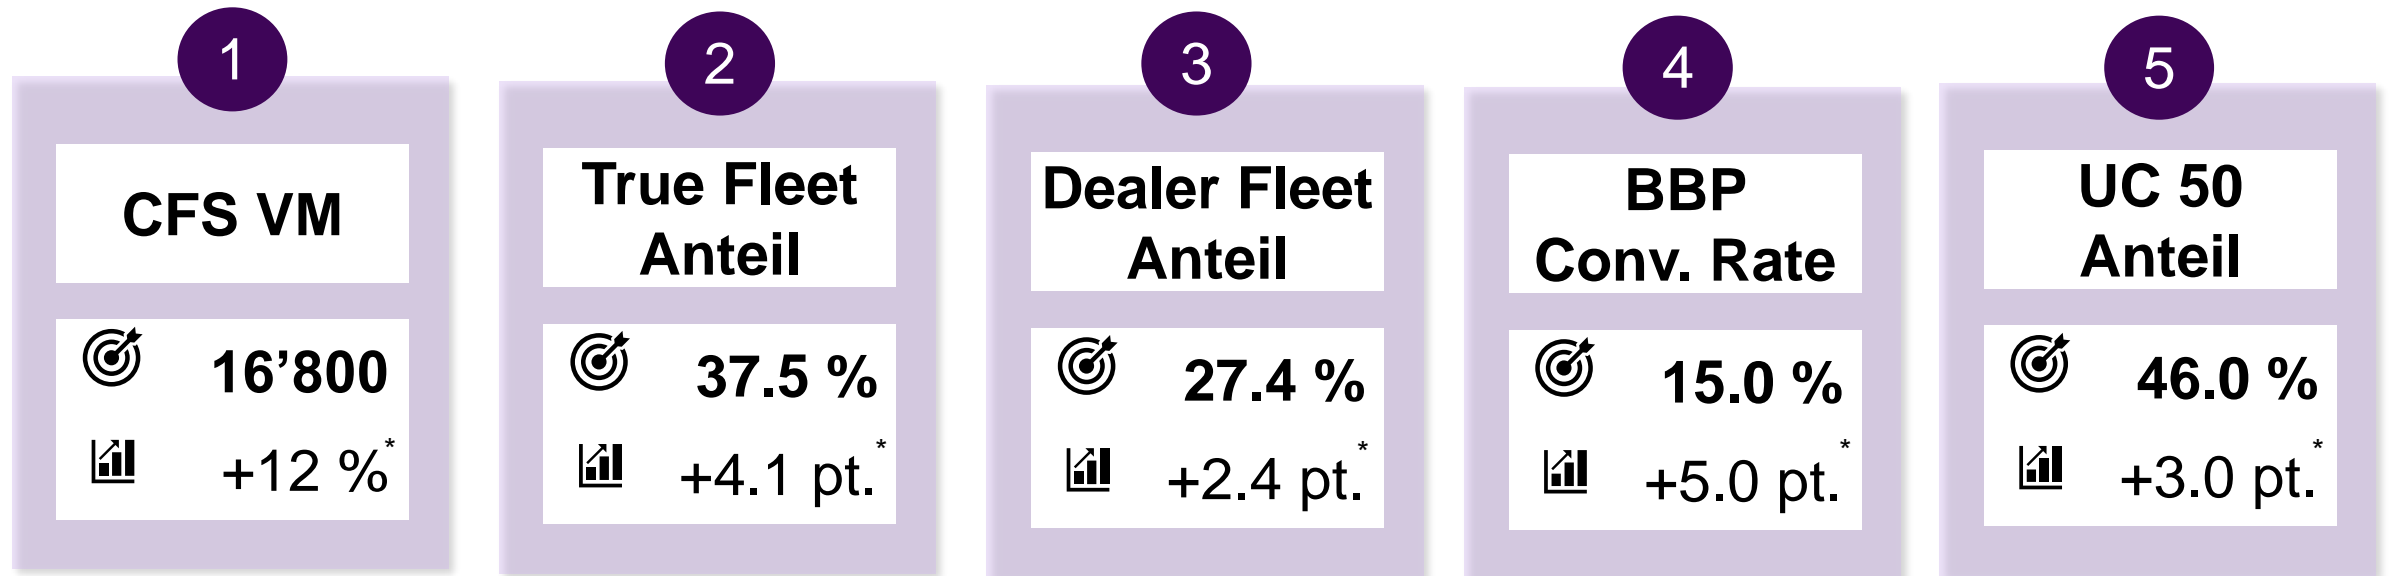 1
CFS VM
16’800
+12 %*
2
True Fleet
Anteil
37.5 %
+4.1 pt.*
3
Dealer Fleet
Anteil
27.4 %
+2.4 pt.*
4
BBP
Conv. Rate
15.0 %
+5.0 pt.*
5
UC 50
Anteil
46.0 %
+3.0 pt.*